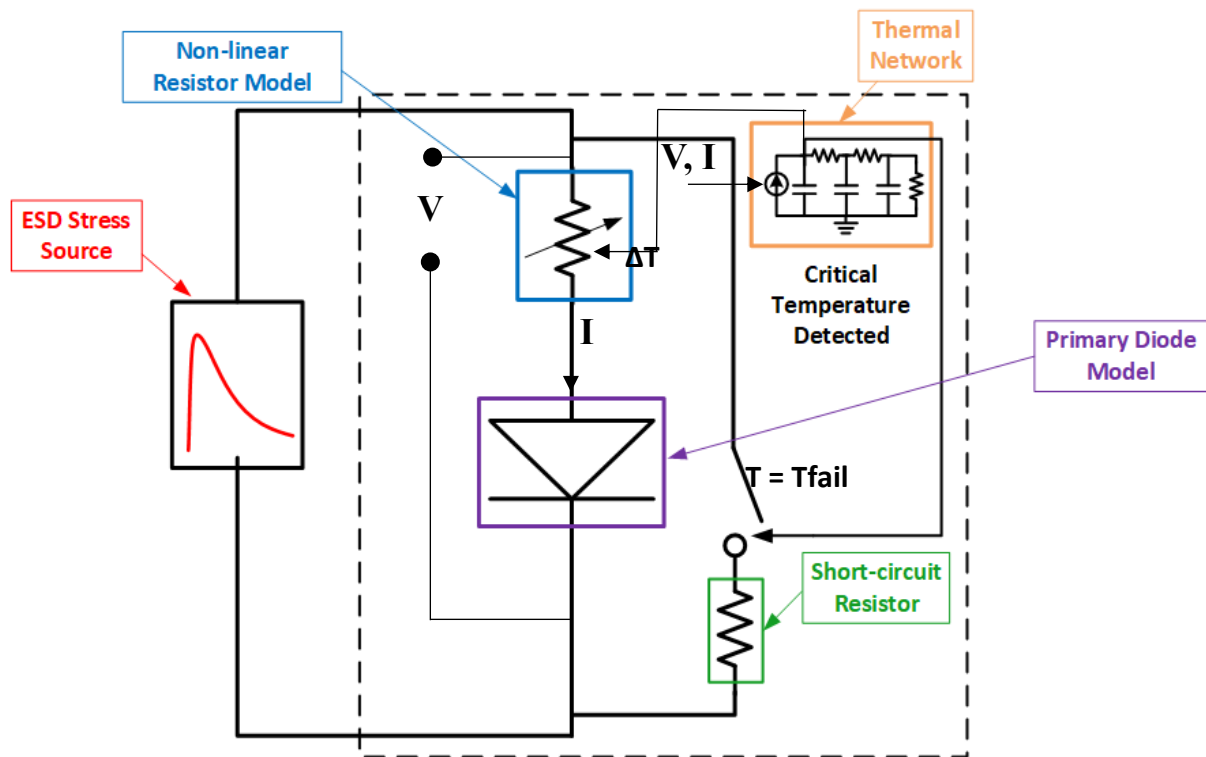 Thermal
Network
Non-linear
Resistor Model
V, I
V
ESD Stress
Source
ΔT
Critical
Temperature
Detected
I
Primary Diode
Model
T = Tfail
Short-circuit
Resistor